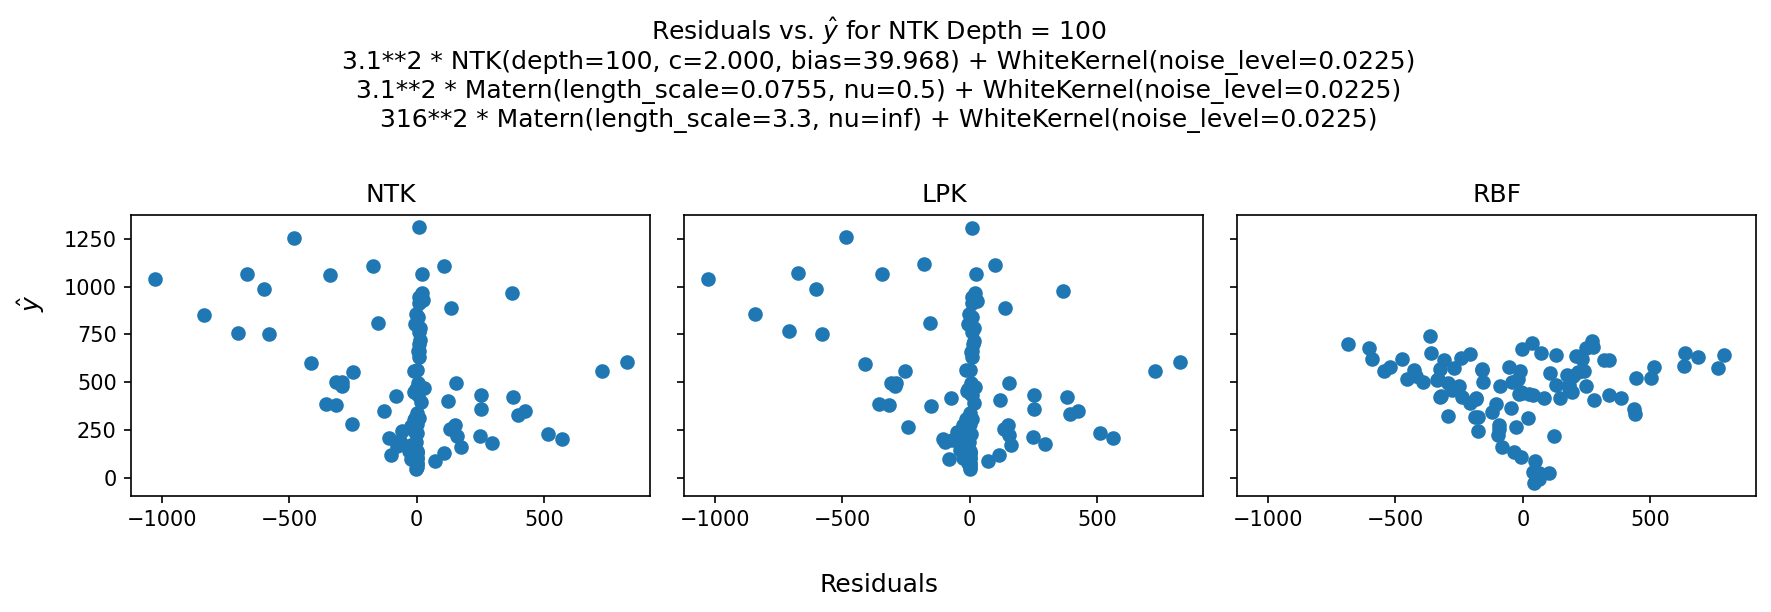 Residuals vs. ŷ for NTK Depth = 100
3.1**2 * NTK(depth=100, c=2.000, bias=39.968) + WhiteKernel(noise_level=0.0225)
3.1**2 * Matern(length_scale=0.0755, nu=0.5) + WhiteKernel(noise_level=0.0225)
316**2 * Matern(length_scale=3.3, nu=inf) + WhiteKernel(noise_level=0.0225)
NTK LPK RBF
1250
1000
750
500
250
0
ŷ
−1000 −500 0 500 −1000 −500 0 500 −1000 −500 0 500
Residuals